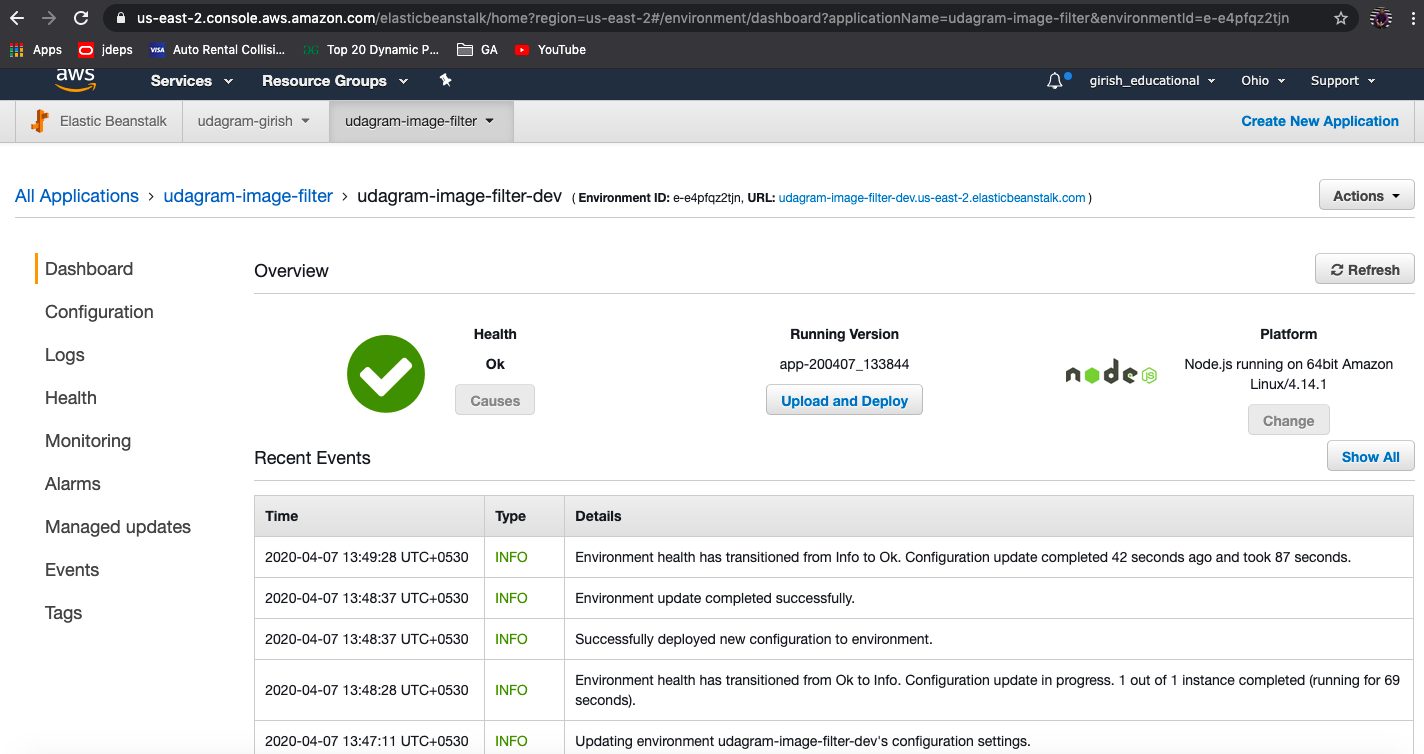 us-east-2.console.aws.amazon.com/elasticbeanstalk/home?region=us-east-2#/environment/dashboard?applicationName=udagram-image-filter&environmentId=e-e4pfqz2tjn
Apps jdeps VISA Auto Rental Collisi... Top 20 Dynamic P... GA YouTube
aws Services Resource Groups girish_educational Ohio Support
Elastic Beanstalk udagram-girish udagram-image-filter Create New Application
All Applications › udagram-image-filter › udagram-image-filter-dev ( Environment ID: e-e4pfqz2tjn, URL: udagram-image-filter-dev.us-east-2.elasticbeanstalk.com ) Actions
Dashboard
Configuration
Logs
Health
Monitoring
Alarms
Managed updates
Events
Tags
Overview Refresh
Health
Ok
Causes
Running Version
app-200407_133844
Upload and Deploy
node JS
Platform
Node.js running on 64bit Amazon
Linux/4.14.1
Change
Recent Events Show All
Time Type Details
2020-04-07 13:49:28 UTC+0530 INFO Environment health has transitioned from Info to Ok. Configuration update completed 42 seconds ago and took 87 seconds.
2020-04-07 13:48:37 UTC+0530 INFO Environment update completed successfully.
2020-04-07 13:48:37 UTC+0530 INFO Successfully deployed new configuration to environment.
2020-04-07 13:48:28 UTC+0530 INFO Environment health has transitioned from Ok to Info. Configuration update in progress. 1 out of 1 instance completed (running for 69
seconds).
2020-04-07 13:47:11 UTC+0530 INFO Updating environment udagram-image-filter-dev's configuration settings.